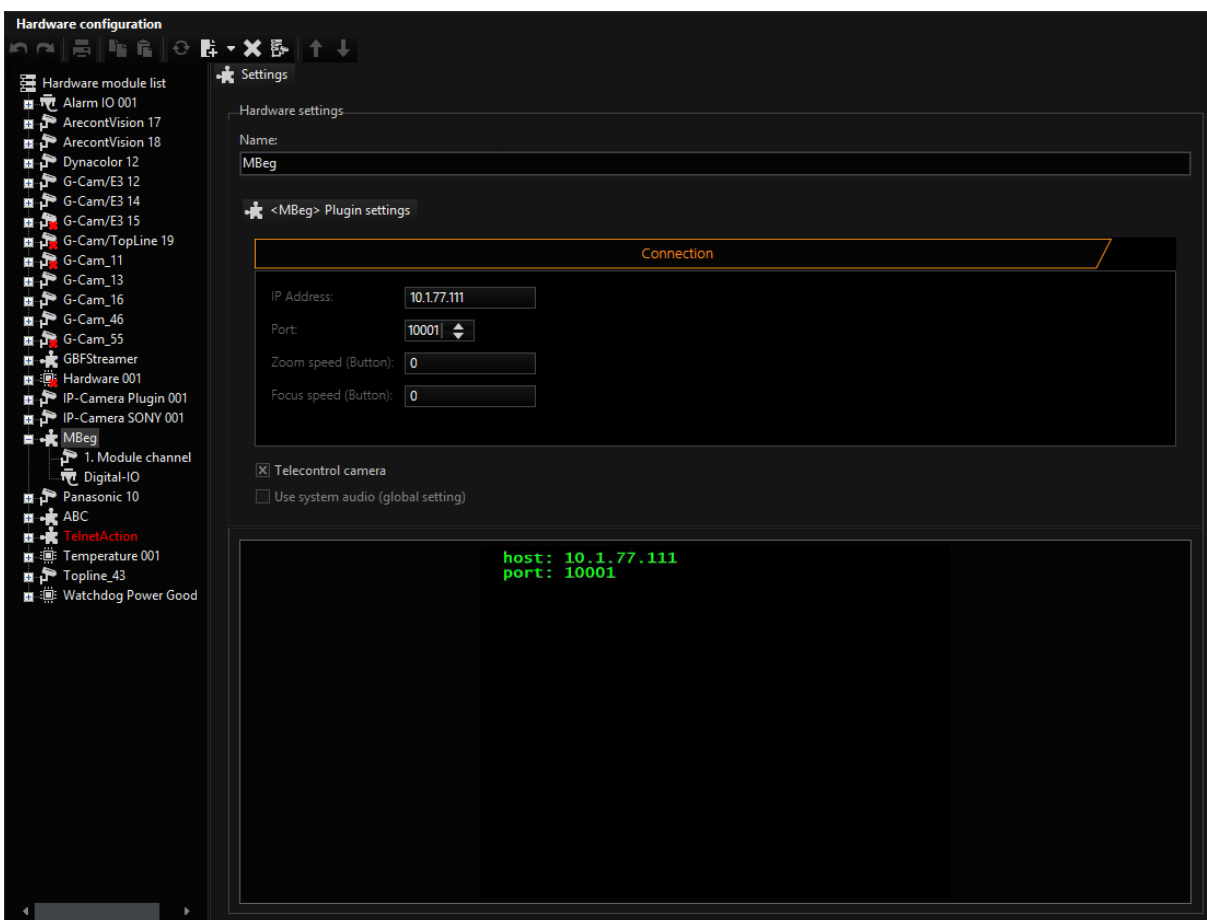 Hardware configuration
Settings
Hardware module list
Alarm IO 001
ArecontVision 17
ArecontVision 18
Dynacolor 12
G-Cam/E3 12
G-Cam/E3 14
G-Cam/E3 15
G-Cam/TopLine 19
G-Cam_11
G-Cam_13
G-Cam_16
G-Cam_46
G-Cam_55
GBFStreamer
Hardware 001
IP-Camera Plugin 001
IP-Camera SONY 001
MBeg
1. Module channel
Digital-IO
Panasonic 10
ABC
TelnetAction
Temperature 001
Topline_43
Watchdog Power Good
Hardware settings
Name:
MBeg
<MBeg> Plugin settings
Connection
IP Address: 10.1.77.111
Port: 10001
Zoom speed (Button): 0
Focus speed (Button): 0
Telecontrol camera
Use system audio (global setting)
host: 10.1.77.111
port: 10001